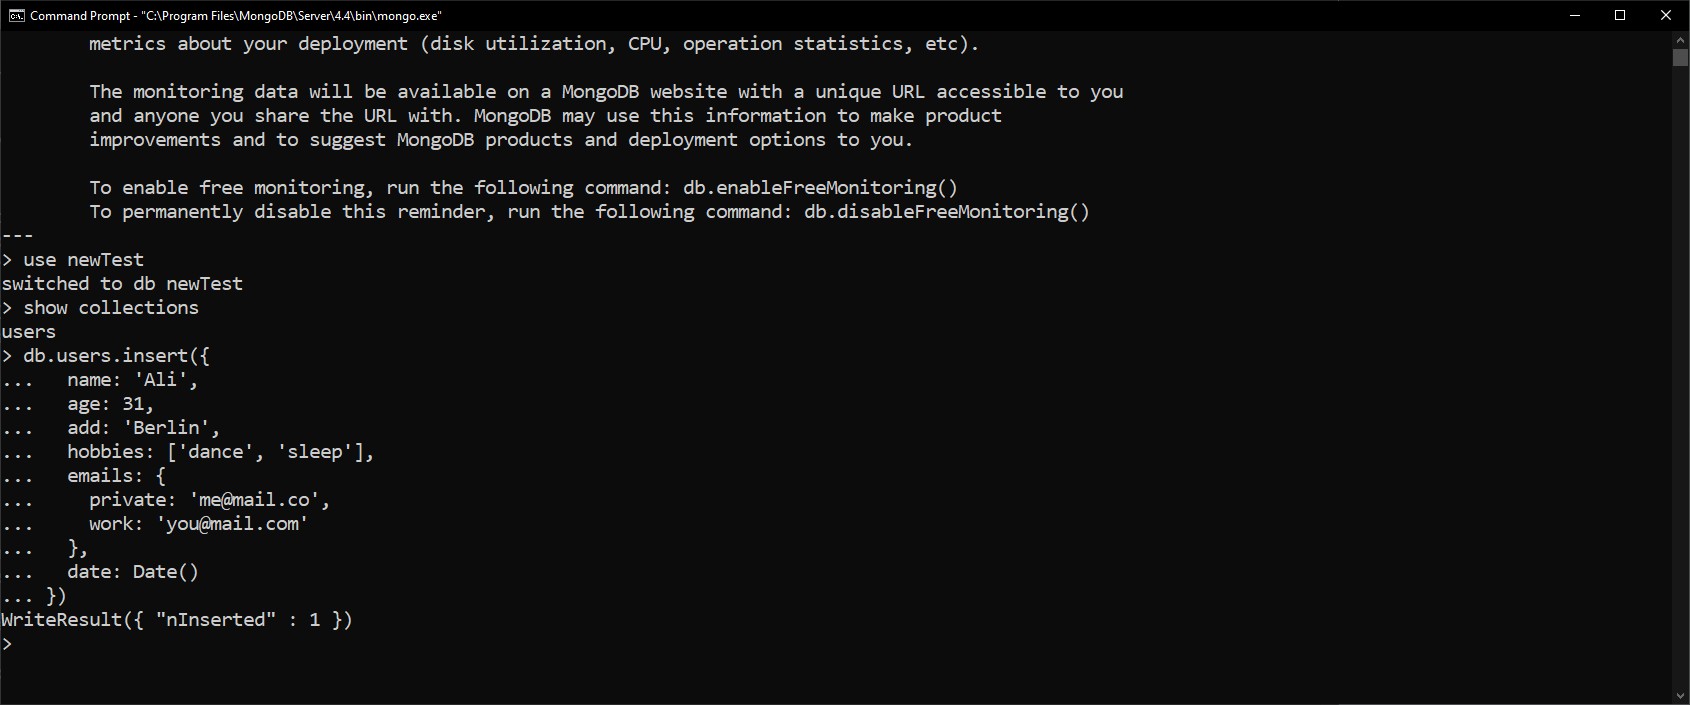 Command Prompt - "C:\Program Files\MongoDB\Server\4.4\bin\mongo.exe"
metrics about your deployment (disk utilization, CPU, operation statistics, etc).
The monitoring data will be available on a MongoDB website with a unique URL accessible to you
and anyone you share the URL with. MongoDB may use this information to make product
improvements and to suggest MongoDB products and deployment options to you.
To enable free monitoring, run the following command: db.enableFreeMonitoring()
To permanently disable this reminder, run the following command: db.disableFreeMonitoring()
---
> use newTest
switched to db newTest
> show collections
users
> db.users.insert({
...   name: 'Ali',
...   age: 31,
...   add: 'Berlin',
...   hobbies: ['dance', 'sleep'],
...   emails: {
...     private: 'me@mail.co',
...     work: 'you@mail.com'
...   },
...   date: Date()
... })
WriteResult({ "nInserted" : 1 })
>